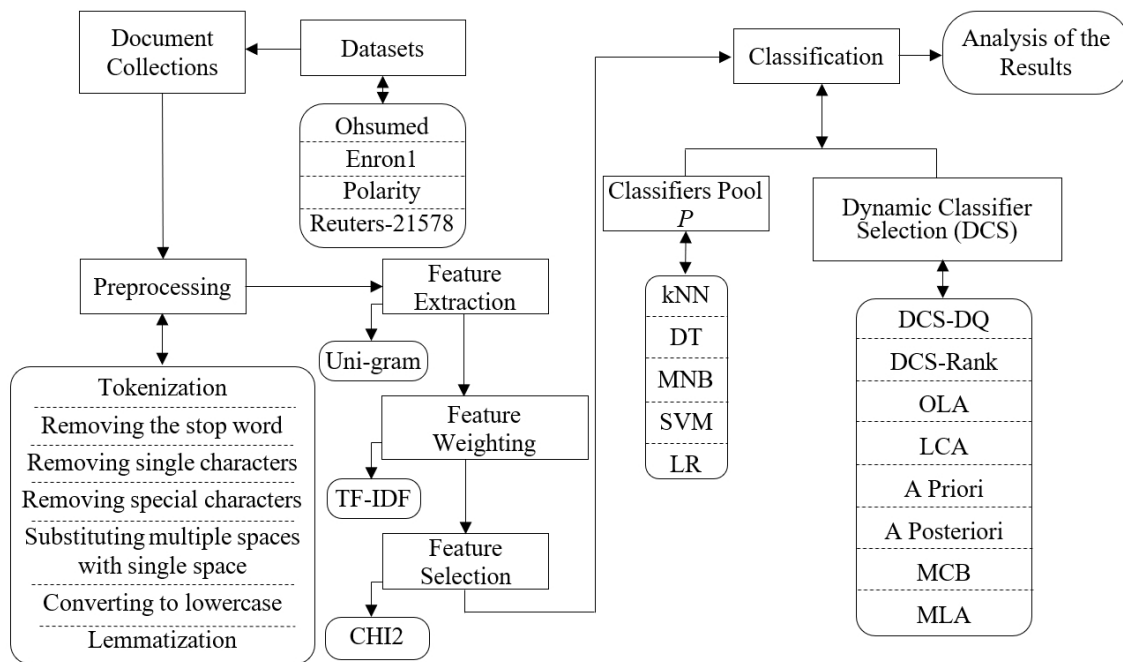 Document
Collections
Datasets
Ohsumed
Enron1
Polarity
Reuters-21578
Preprocessing
Tokenization
Removing the stop word
Removing single characters
Removing special characters
Substituting multiple spaces
with single space
Converting to lowercase
Lemmatization
Feature
Extraction
Uni-gram
Feature
Weighting
TF-IDF
Feature
Selection
CHI2
Classification
Analysis of the
Results
Classifiers Pool
P
kNN
DT
MNB
SVM
LR
Dynamic Classifier
Selection (DCS)
DCS-DQ
DCS-Rank
OLA
LCA
A Priori
A Posteriori
MCB
MLA